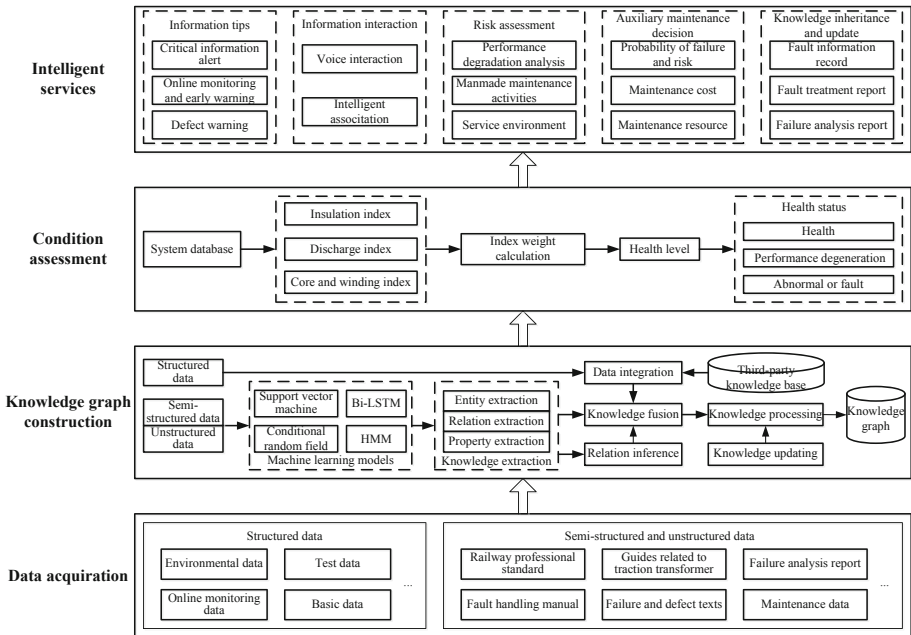 Intelligent
services
Information tips
Critical information
alert
Online monitoring
and early warning
Defect warning
Information interaction
Voice interaction
Intelligent
associtation
Risk assessment
Performance
degradation analysis
Manmade maintenance
activities
Service environment
Auxiliary maintenance
decision
Probability of failure
and risk
Maintenance cost
Maintenance resource
Knowledge inheritance
and update
Fault information
record
Fault treatment report
Failure analysis report
Condition
assessment
System database
Insulation index
Discharge index
Core and winding index
Index weight
calculation
Health level
Health status
Health
Performance degeneration
Abnormal or fault
Knowledge graph
construction
Structured
data
Semi-
structured data
Unstructured
data
Support vector
machine
Bi-LSTM
Conditional
random field
HMM
Machine learning models
Entity extraction
Relation extraction
Property extraction
Knowledge extraction
Data integration
Knowledge fusion
Relation inference
Third-party
knowledge base
Knowledge processing
Knowledge updating
Knowledge
graph
Data acquiration
Structured data
Environmental data
Test data
Online monitoring
data
Basic data
...
Semi-structured and unstructured data
Railway professional
standard
Guides related to
traction transformer
Failure analysis report
Fault handling manual
Failure and defect texts
Maintenance data
...